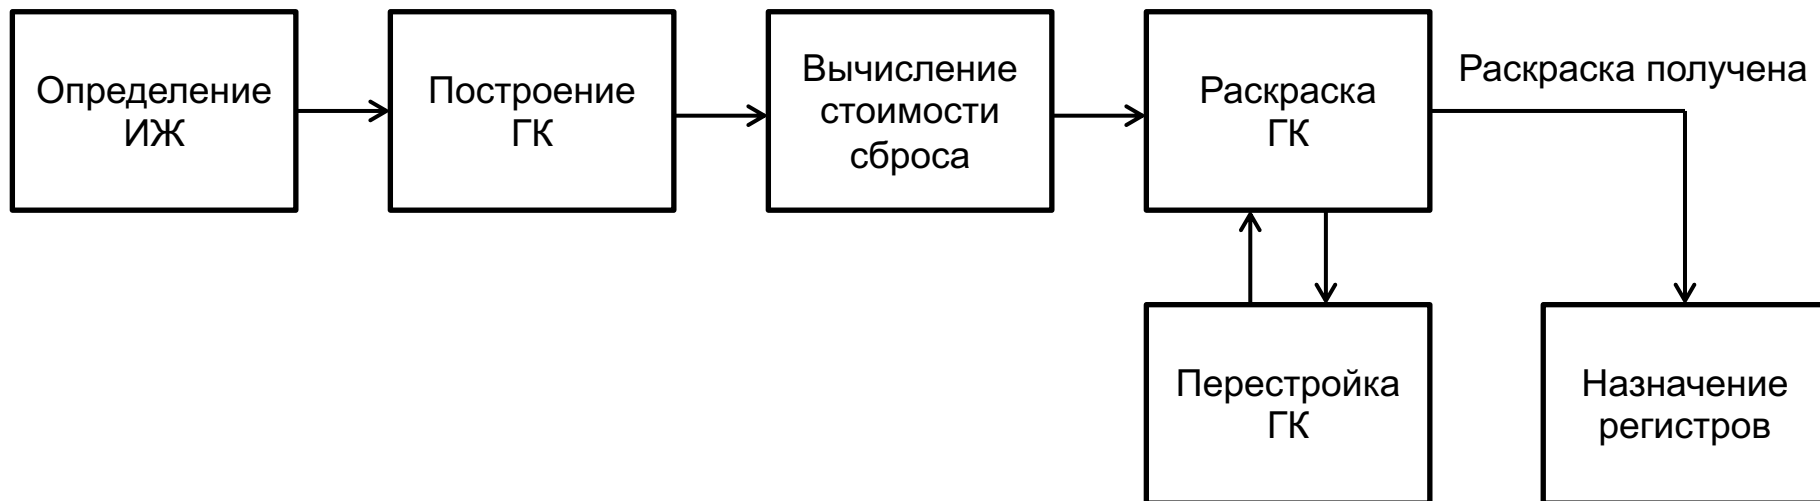 Определение
ИЖ
Построение
ГК
Вычисление
стоимости
сброса
Раскраска
ГК
Раскраска получена
Перестройка
ГК
Назначение
регистров